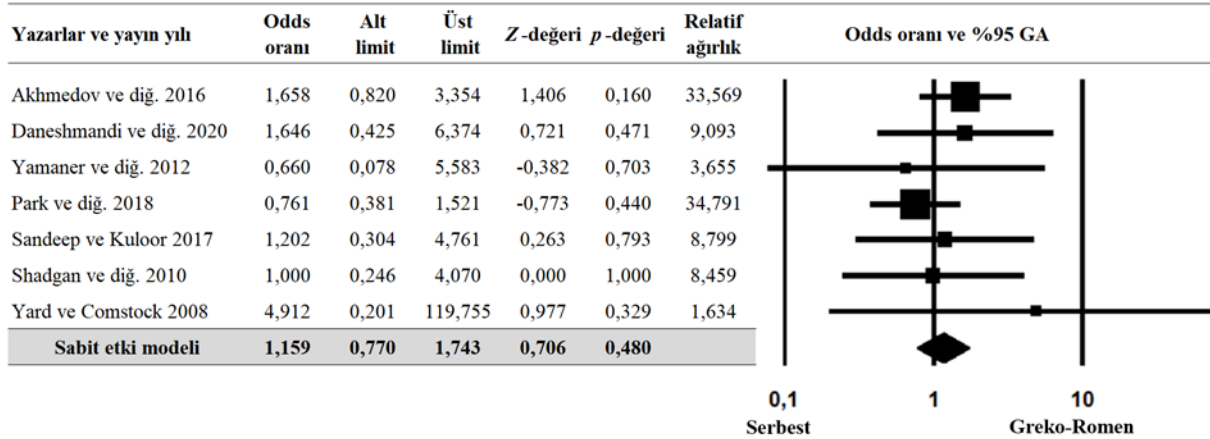 Yazarlar ve yayın yılı Odds oranı Alt limit Üst limit Z-değeri p-değeri Relatif ağırlık Odds oranı ve %95 GA
Akhmedov ve diğ. 2016 1,658 0,820 3,354 1,406 0,160 33,569
Daneshmandi ve diğ. 2020 1,646 0,425 6,374 0,721 0,471 9,093
Yamaner ve diğ. 2012 0,660 0,078 5,583 -0,382 0,703 3,655
Park ve diğ. 2018 0,761 0,381 1,521 -0,773 0,440 34,791
Sandeep ve Kuloor 2017 1,202 0,304 4,761 0,263 0,793 8,799
Shadgan ve diğ. 2010 1,000 0,246 4,070 0,000 1,000 8,459
Yard ve Comstock 2008 4,912 0,201 119,755 0,977 0,329 1,634
Sabit etki modeli 1,159 0,770 1,743 0,706 0,480
0,1 1 10
Serbest Greko-Romen